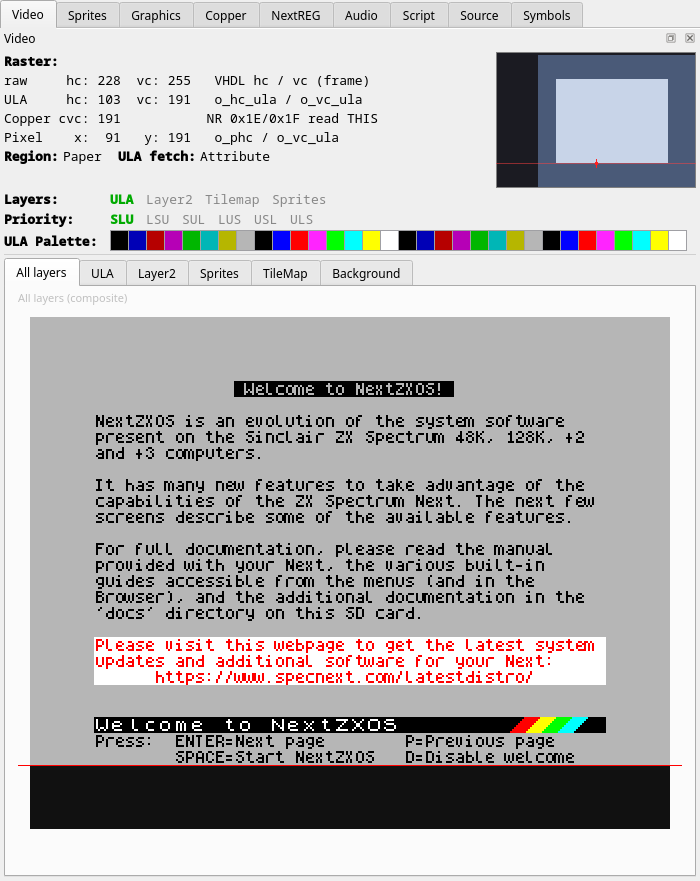 Video Sprites Graphics Copper NextREG Audio Script Source Symbols
Video
Raster:
raw hc: 228 vc: 255 VHDL hc / vc (frame)
ULA hc: 103 vc: 191 o_hc_ula / o_vc_ula
Copper cvc: 191 NR 0x1E/0x1F read THIS
Pixel x: 91 y: 191 o_phc / o_vc_ula
Region: Paper ULA fetch: Attribute
Layers: ULA Layer2 Tilemap Sprites
Priority: SLU LSU SUL LUS USL ULS
ULA Palette:
All layers ULA Layer2 Sprites TileMap Background
All layers (composite)
Welcome to NextZXOS!
NextZXOS is an evolution of the system software
present on the Sinclair ZX Spectrum 48K, 128K, +2
and +3 computers.
It has many new features to take advantage of the
capabilities of the ZX Spectrum Next. The next few
screens describe some of the available features.
For full documentation, please read the manual
provided with your Next, the various built-in
guides accessible from the menus (and in the
Browser), and the additional documentation in the
'docs' directory on this SD card.
Please visit this webpage to get the latest system
updates and additional software for your Next:
https://www.specnext.com/latestdistro/
Welcome to NextZXOS
Press: ENTER=Next page P=Previous page
SPACE=Start NextZXOS D=Disable welcome